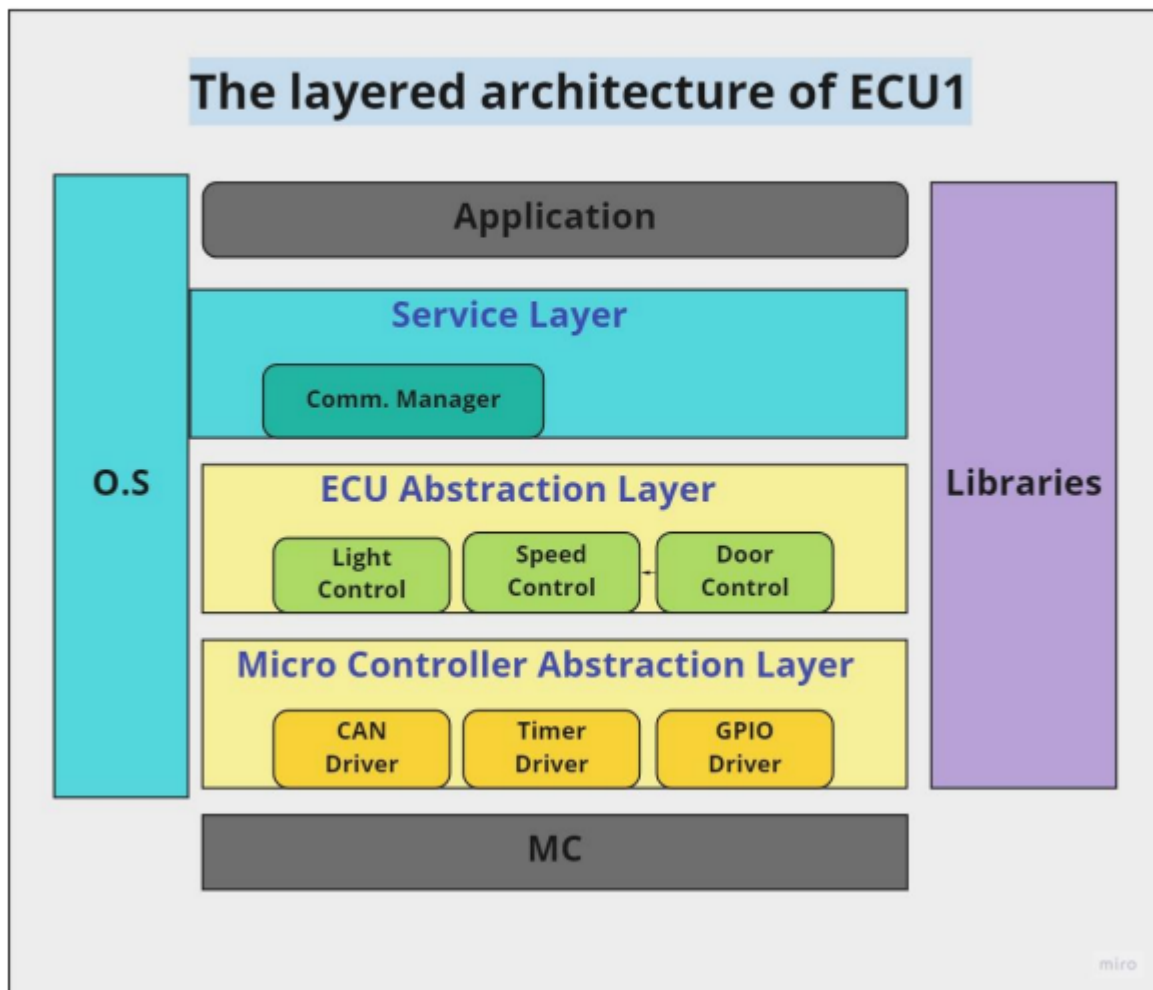 The layered architecture of ECU1
Application
Service Layer
Comm. Manager
O.S
Libraries
ECU Abstraction Layer
Light
Control
Speed
Control
Door
Control
Micro Controller Abstraction Layer
CAN
Driver
Timer
Driver
GPIO
Driver
MC
miro